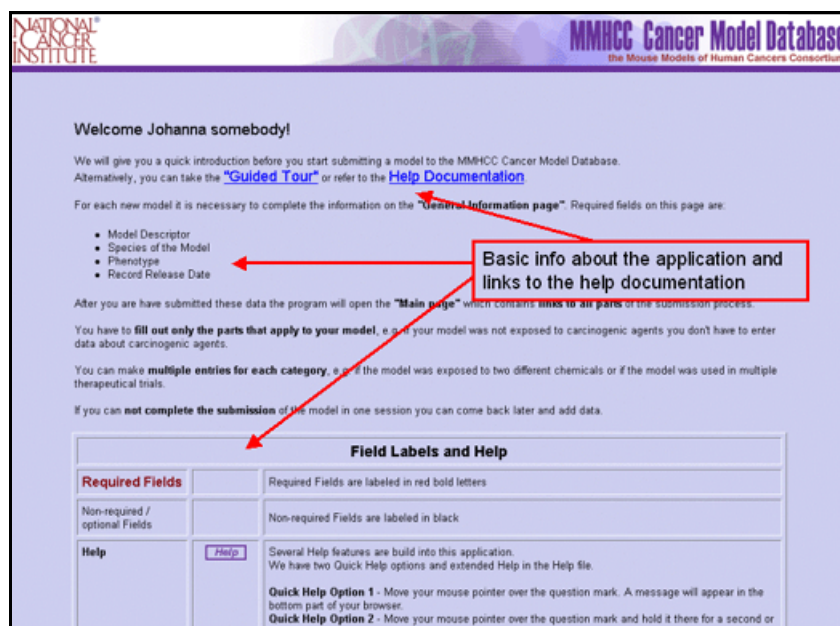 NATIONAL
CANCER
INSTITUTE
MMHCC Cancer Model Database
the Mouse Models of Human Cancers Consortium
Welcome Johanna somebody!
We will give you a quick introduction before you start submitting a model to the MMHCC Cancer Model Database.
Alternatively, you can take the "Guided Tour" or refer to the Help Documentation.
For each new model it is necessary to complete the information on the "General Information page". Required fields on this page are:
• Model Descriptor
• Species of the Model
• Phenotype
• Record Release Date
Basic info about the application and
links to the help documentation
After you are have submitted these data the program will open the "Main page" which contains links to all parts of the submission process.
You have to fill out only the parts that apply to your model, e.g. if your model was not exposed to carcinogenic agents you don't have to enter
data about carcinogenic agents.
You can make multiple entries for each category, e.g. if the model was exposed to two different chemicals or if the model was used in multiple
therapeutical trials.
If you can not complete the submission of the model in one session you can come back later and add data.
Field Labels and Help
Required Fields
Required Fields are labeled in red bold letters
Non-required /
optional Fields
Non-required Fields are labeled in black
Help
Help
Several Help features are build into this application.
We have two Quick Help options and extended Help in the Help file.
Quick Help Option 1 - Move your mouse pointer over the question mark. A message will appear in the
bottom part of your browser.
Quick Help Option 2 - Move your mouse pointer over the question mark and hold it there for a second or